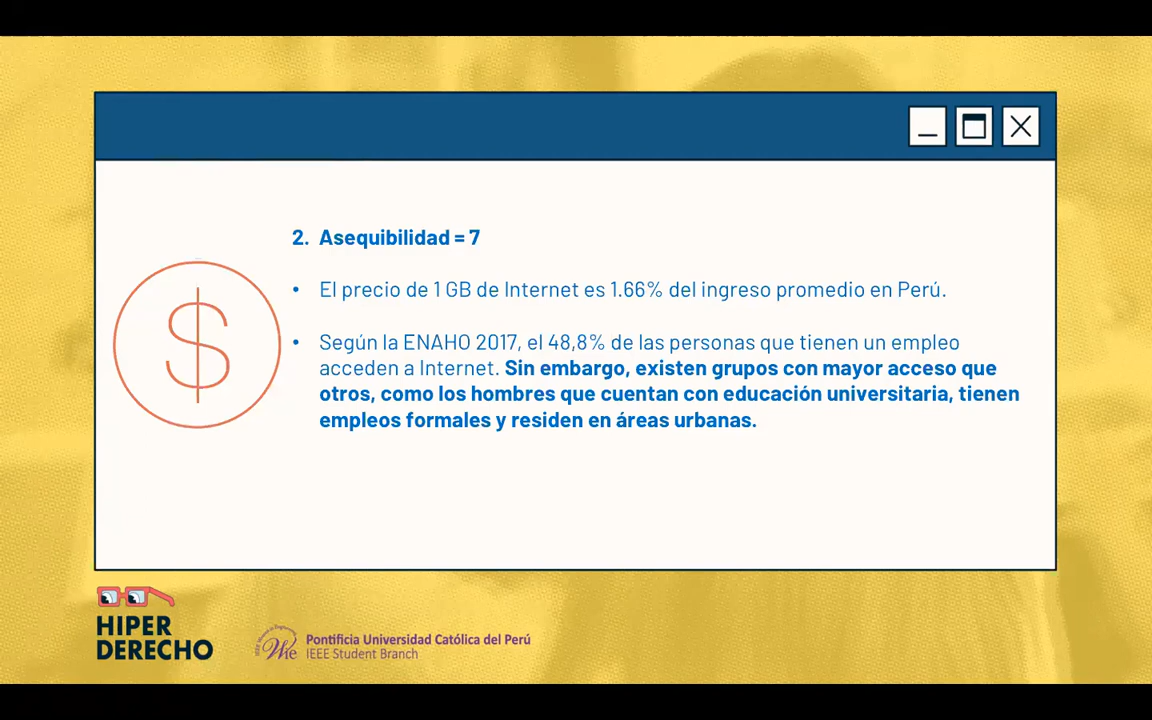 2. Asequibilidad = 7
• El precio de 1 GB de Internet es 1.66% del ingreso promedio en Perú.
• Según la ENAHO 2017, el 48,8% de las personas que tienen un empleo
acceden a Internet. Sin embargo, existen grupos con mayor acceso que
otros, como los hombres que cuentan con educación universitaria, tienen
empleos formales y residen en áreas urbanas.
$
HIPER
DERECHO
Pontificia Universidad Católica del Perú
IEEE Student Branch